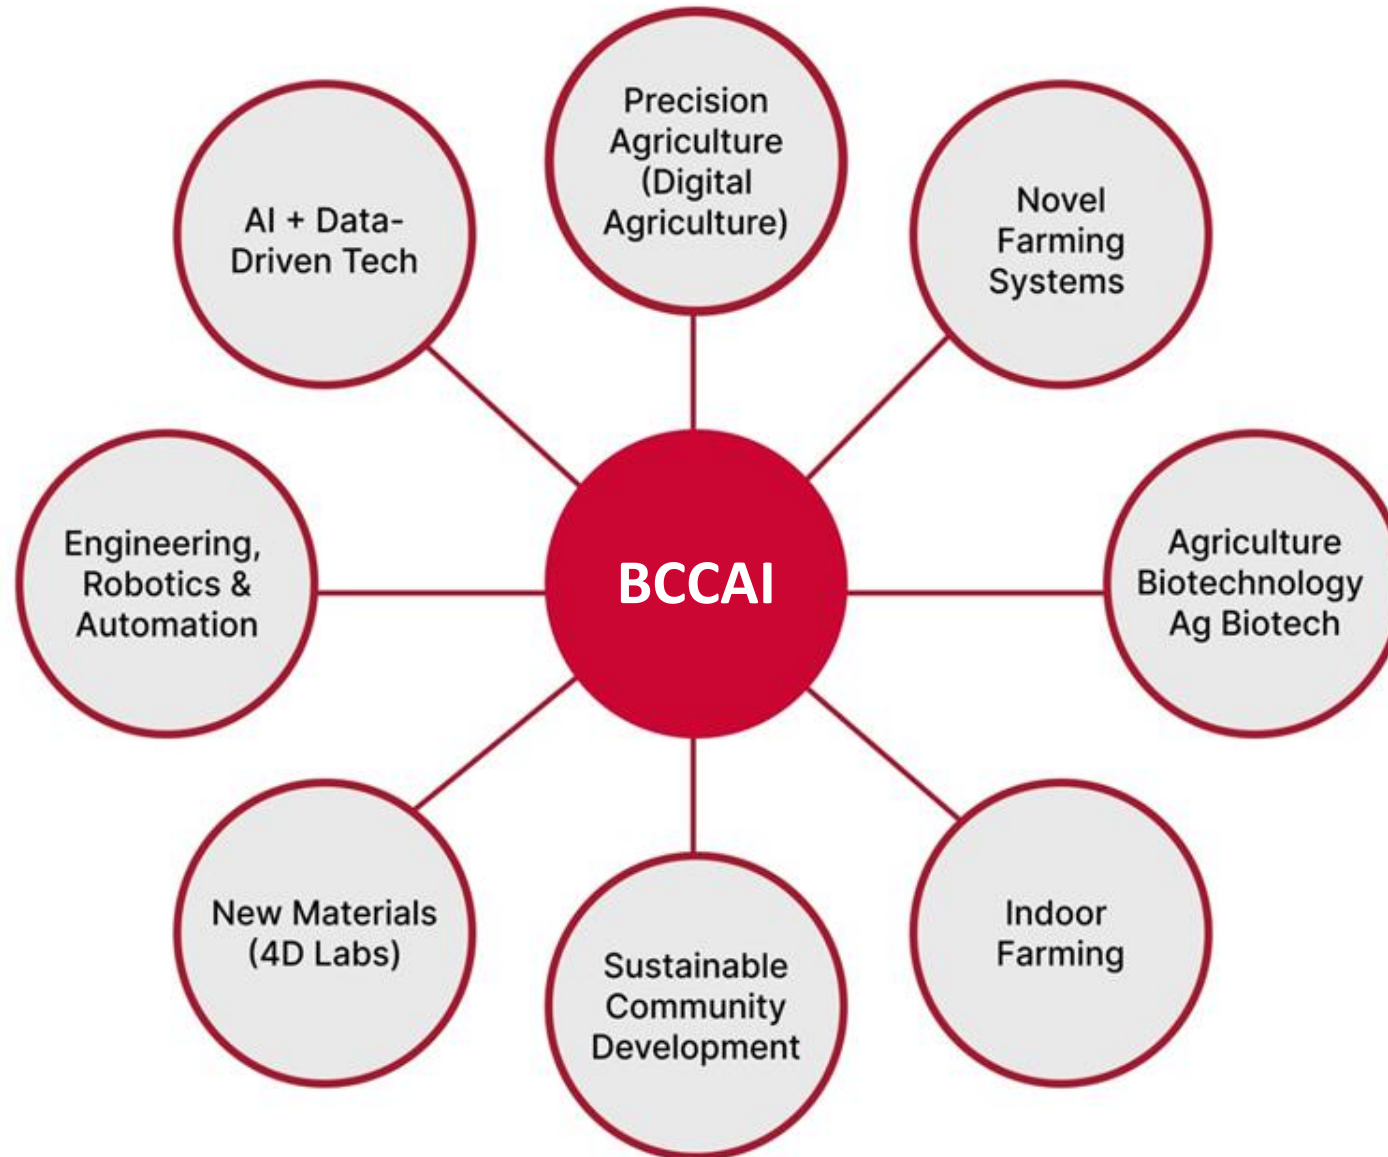 Precision
Agriculture
(Digital
Agriculture)
AI + Data-
Driven Tech
Novel
Farming
Systems
Engineering,
Robotics &
Automation
BCCAI
Agriculture
Biotechnology
Ag Biotech
New Materials
(4D Labs)
Sustainable
Community
Development
Indoor
Farming